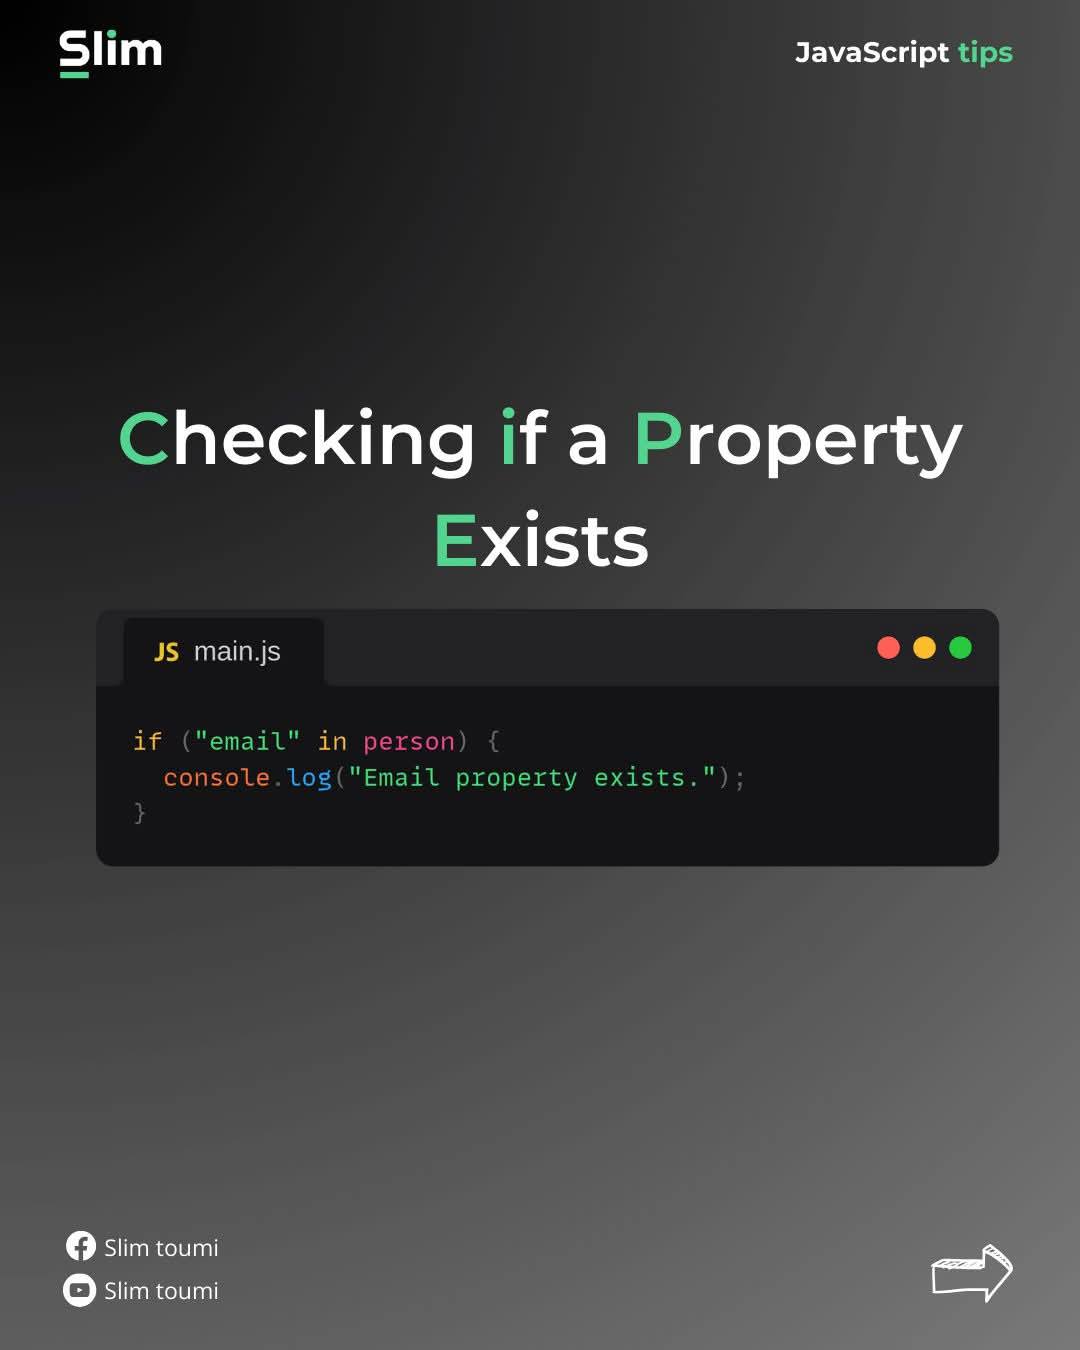 Slim
JavaScript tips
Checking if a Property
Exists
JS main.js
if ("email" in person) {
  console.log("Email property exists.");
}
Slim toumi
Slim toumi